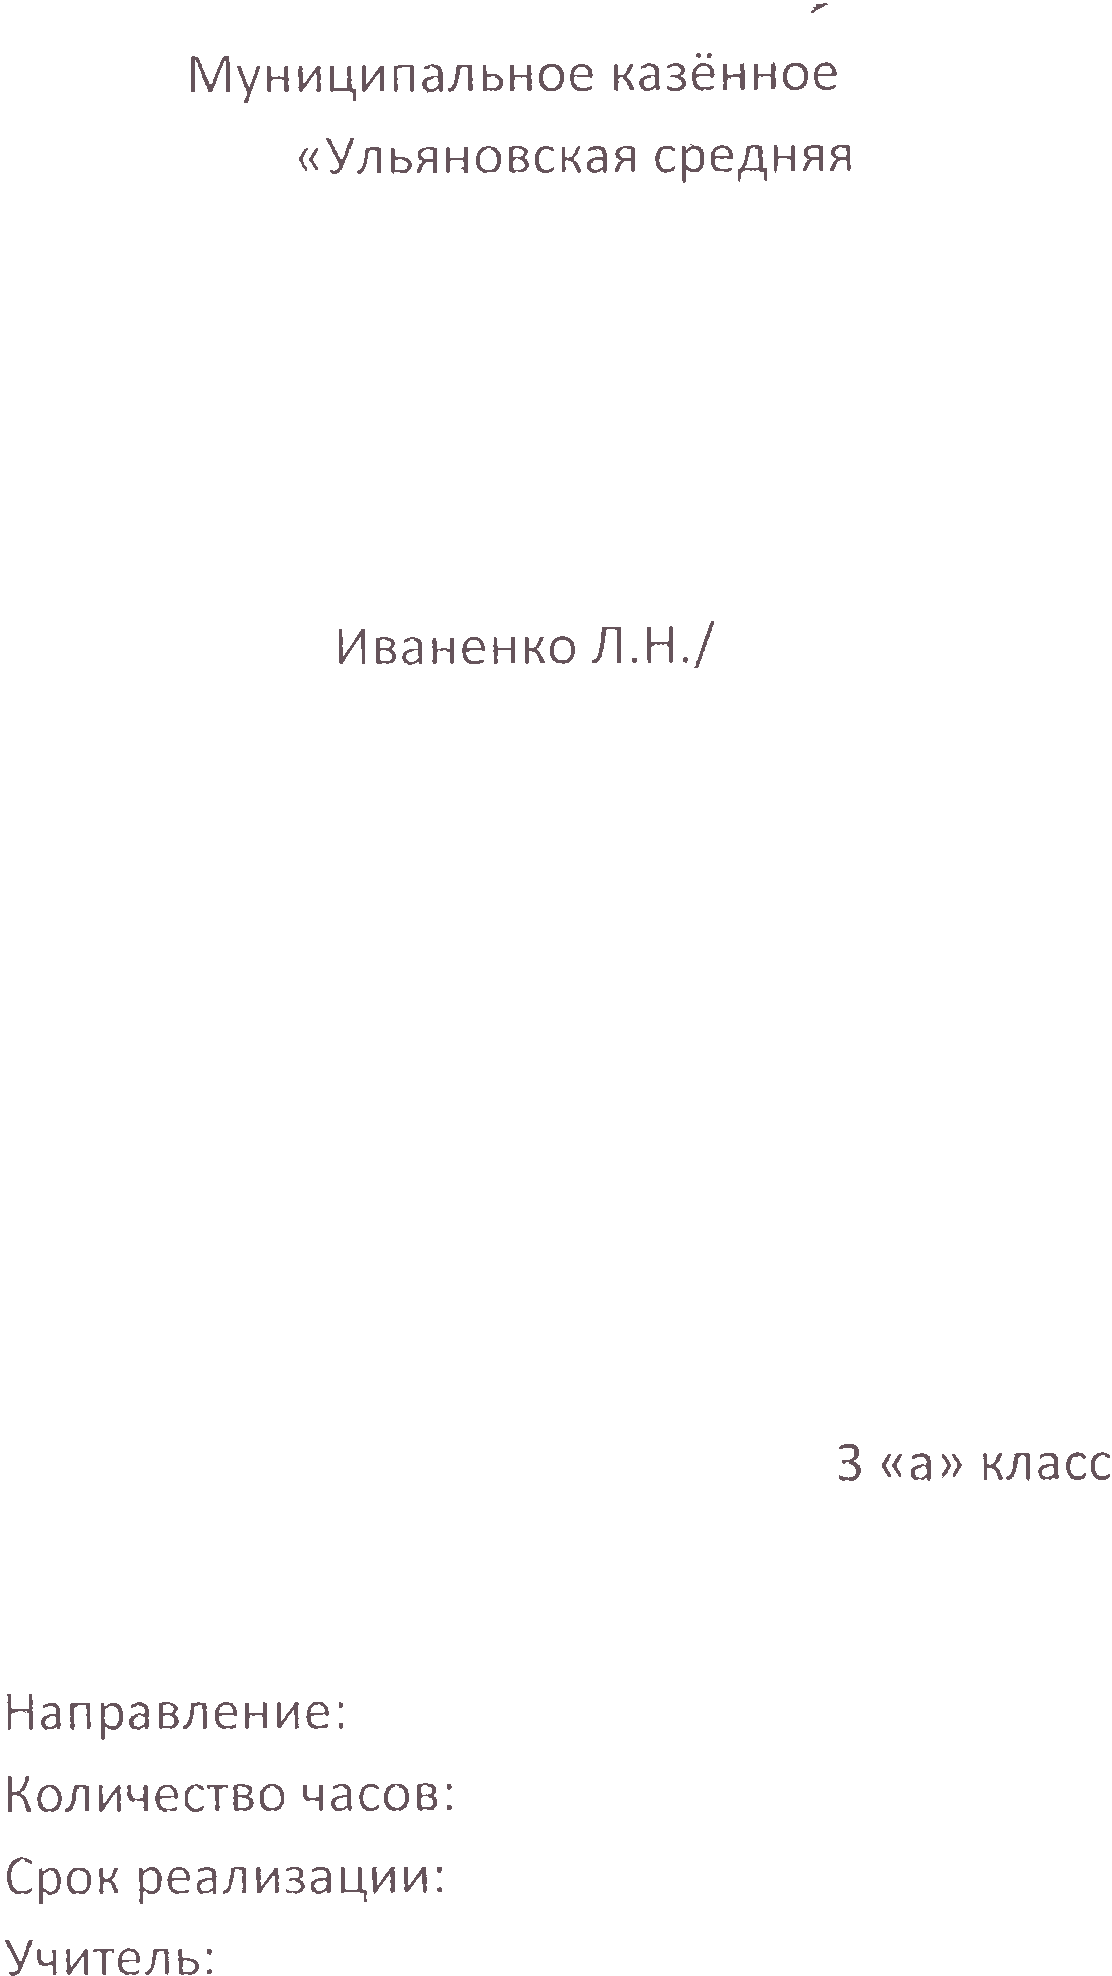 Муниципальное казённое
«Ульяновская средняя
Иваненко Л.Н./
3 «а» класс
Направление:
Количество часов:
Срок реализации:
Учитель: